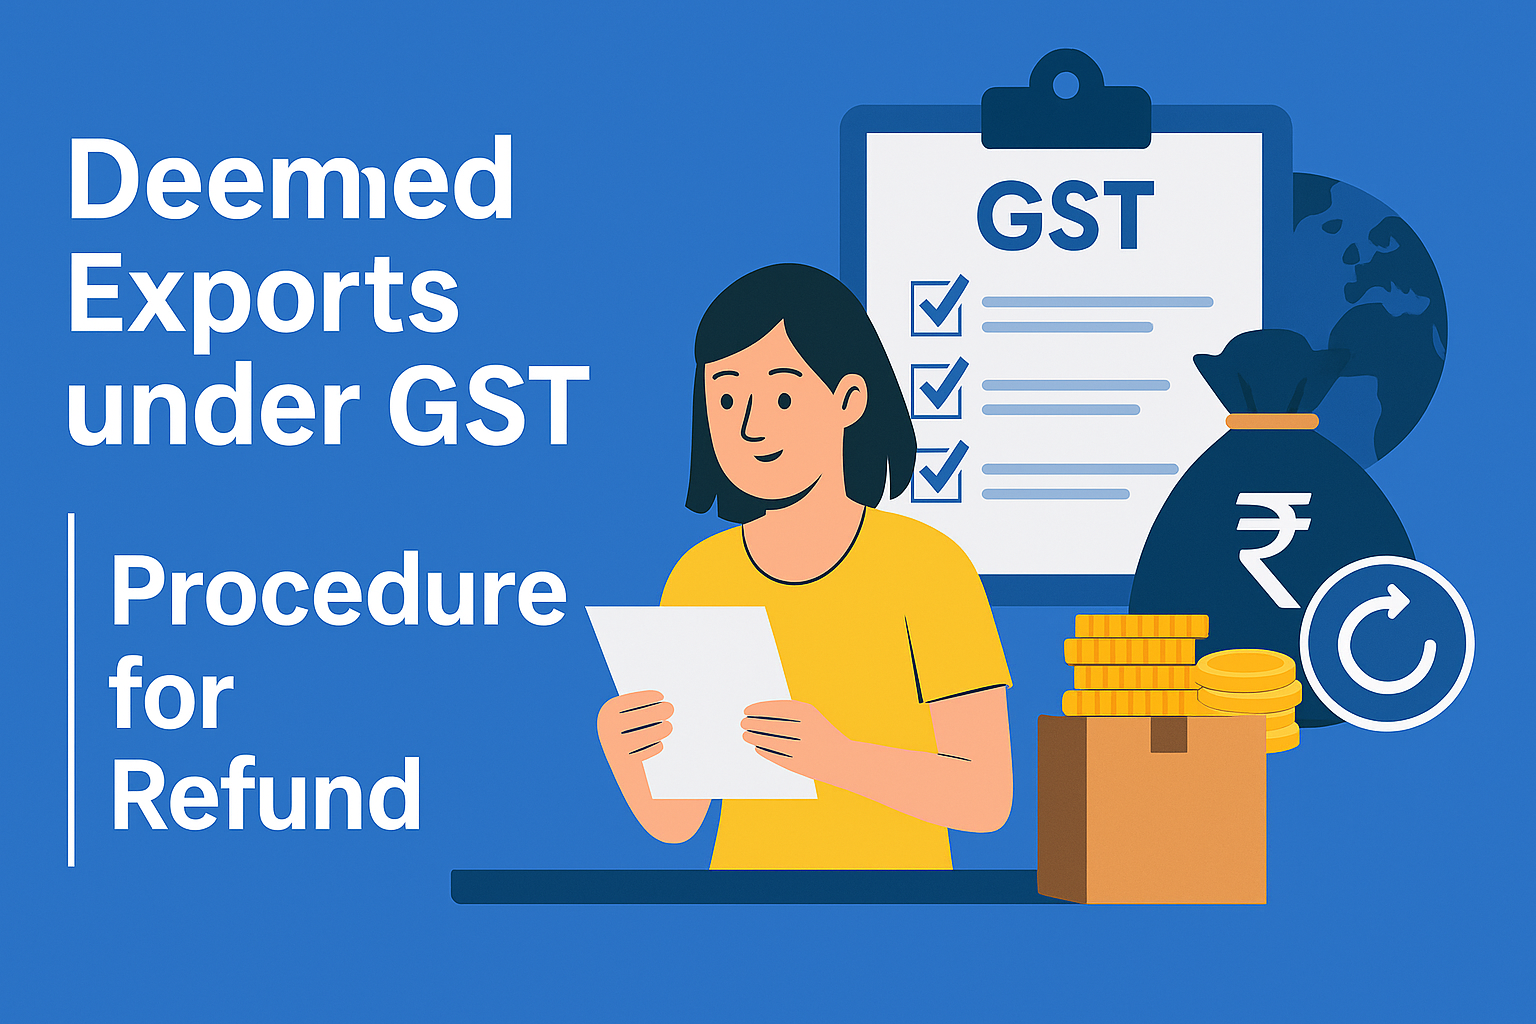 Deemed
Exports
under GST
Procedure
for
Refund
GST
₹